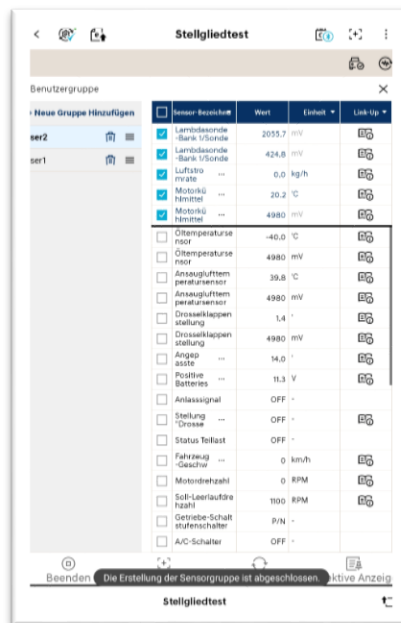 Stellgliedtest
Benutzergruppe
Neue Gruppe Hinzufügen
ser2
ser1
Sensor-Bezeichn Wert Einheit Link-Up
Lambdasonde
-Bank 1/Sonde 2055,7 mV
Lambdasonde
-Bank 1/Sonde 424,8 mV
Luftstro
mrate ... 0,0 kg/h
Motorkü
hlmittel ... 20,2 °C
Motorkü
hlmittel ... 4980 mV
Öltemperaturse
nsor -40,0 °C
Öltemperaturse
nsor 4980 mV
Ansauglufttem
peratursensor 39,8 °C
Ansauglufttem
peratursensor 4980 mV
Drosselklappen
stellung 1,4 °
Drosselklappen
stellung 4980 mV
Angep
asste ... 14,0 °
Positive
Batteries ... 11,3 V
Anlasssignal OFF -
Stellung
"Drosse ... OFF -
Status Teillast OFF -
Fahrzeug
-Geschw ... 0 km/h
Motordrehzahl 0 RPM
Soll-Leerlaufdre
hzahl 1100 RPM
Getriebe-Schalt
stufenschalter P/N -
A/C-Schalter OFF -
Beenden
Die Erstellung der Sensorgruppe ist abgeschlossen.
ktive Anzeig
Stellgliedtest